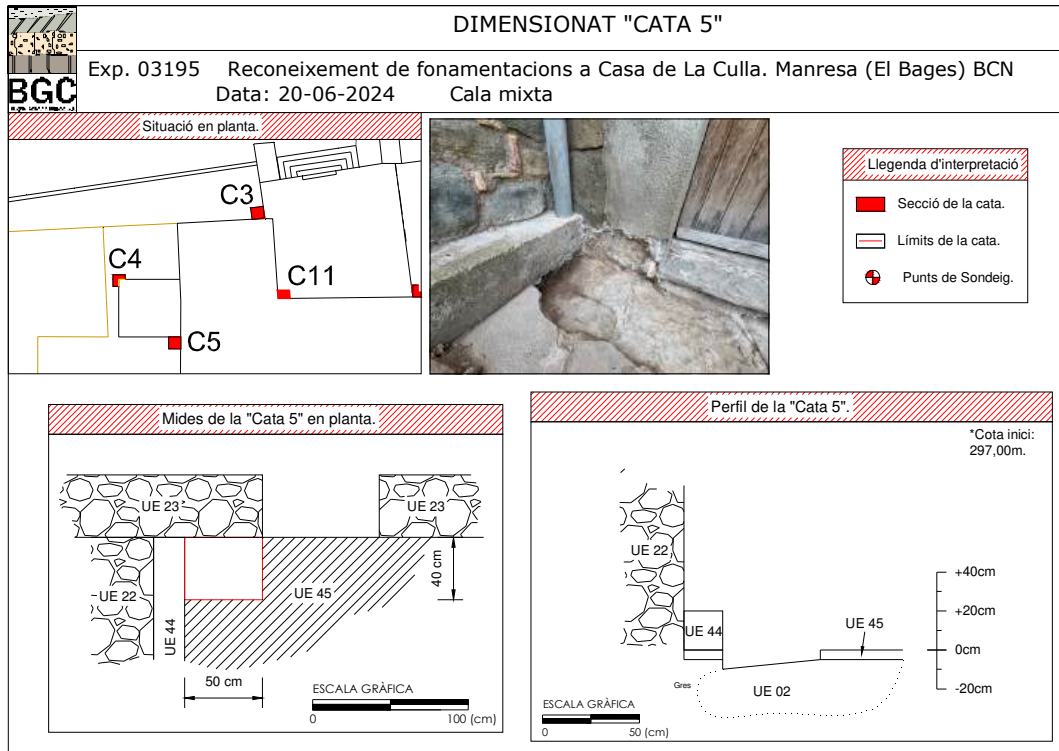 DIMENSIONAT "CATA 5"
BGC
Exp. 03195 Reconeixement de fonamentacions a Casa de La Culla. Manresa (El Bages) BCN
Data: 20-06-2024 Cala mixta
Situació en planta.
C3
C4
C11
C5
Llegenda d'interpretació
Secció de la cata.
Límits de la cata.
Punts de Sondeig.
Mides de la "Cata 5" en planta.
UE 23
UE 23
UE 22
UE 44
UE 45
40 cm
50 cm
ESCALA GRÀFICA
0 100 (cm)
Perfil de la "Cata 5".
*Cota inici:
297,00m.
UE 22
UE 44
UE 45
+40cm
+20cm
0cm
-20cm
Gres
UE 02
ESCALA GRÀFICA
0 50 (cm)